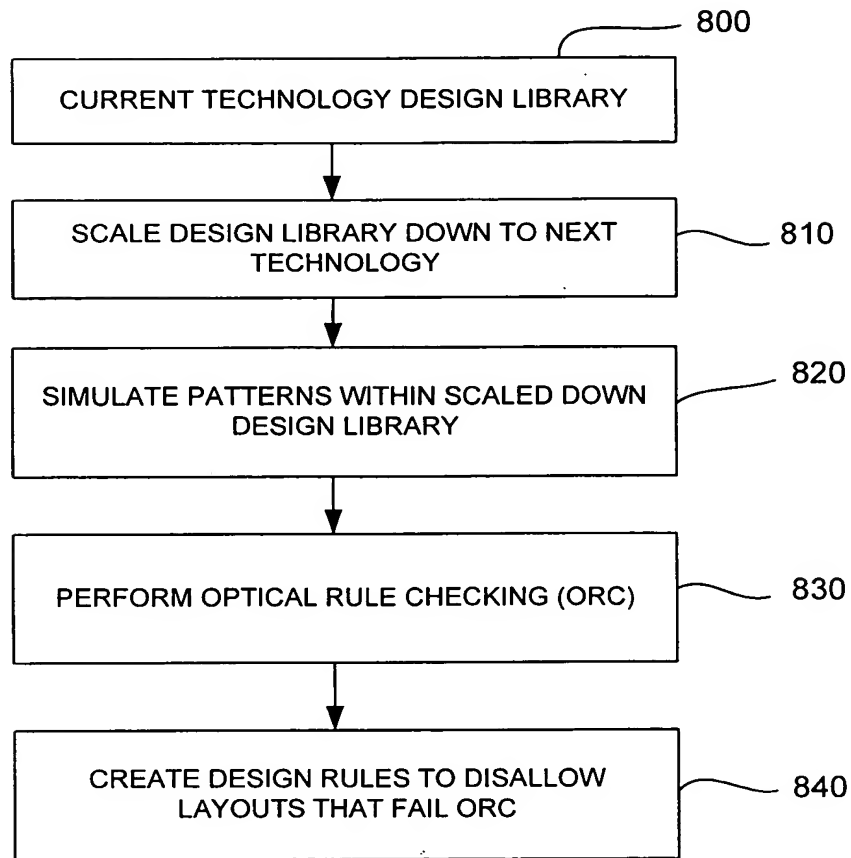 800
CURRENT TECHNOLOGY DESIGN LIBRARY
SCALE DESIGN LIBRARY DOWN TO NEXT
TECHNOLOGY
810
SIMULATE PATTERNS WITHIN SCALED DOWN
DESIGN LIBRARY
820
PERFORM OPTICAL RULE CHECKING (ORC)
830
CREATE DESIGN RULES TO DISALLOW
LAYOUTS THAT FAIL ORC
840